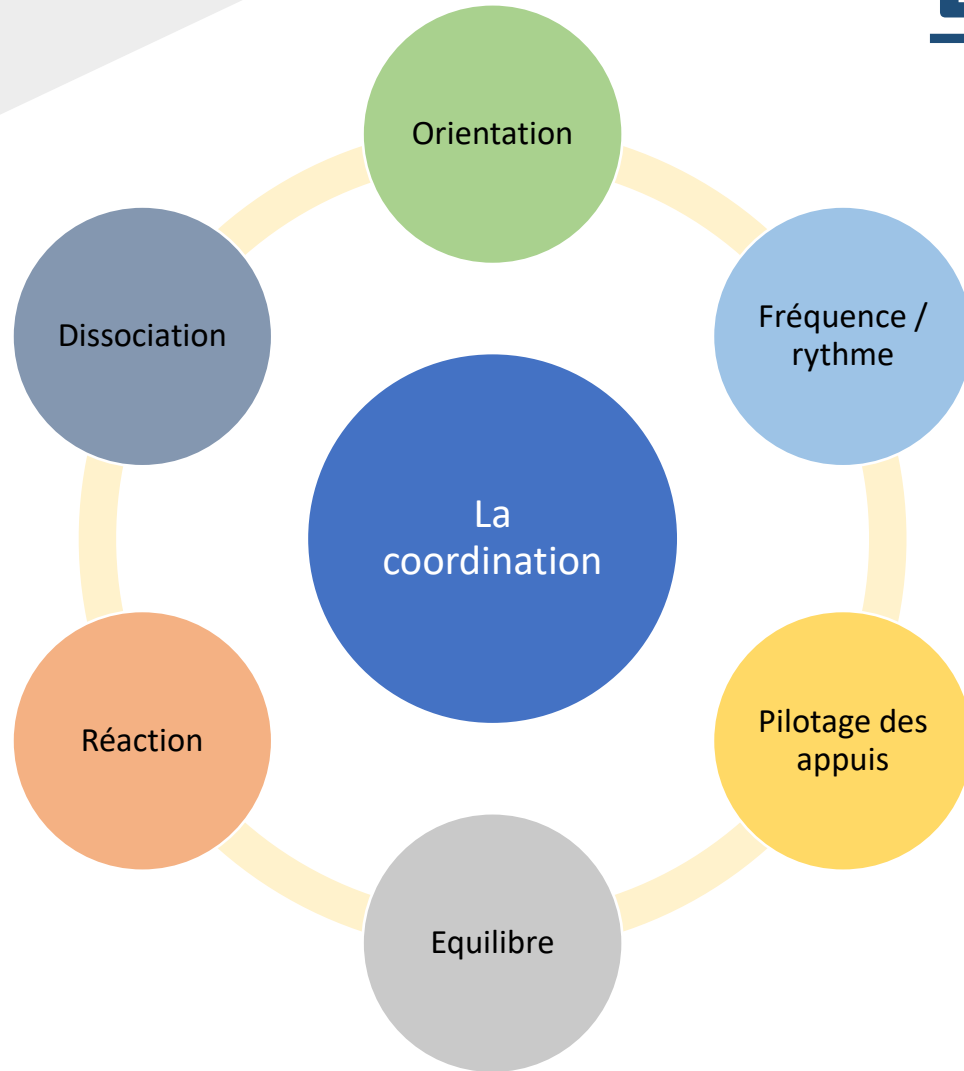 Orientation
Fréquence /
rythme
Dissociation
La
coordination
Pilotage des
appuis
Réaction
Equilibre